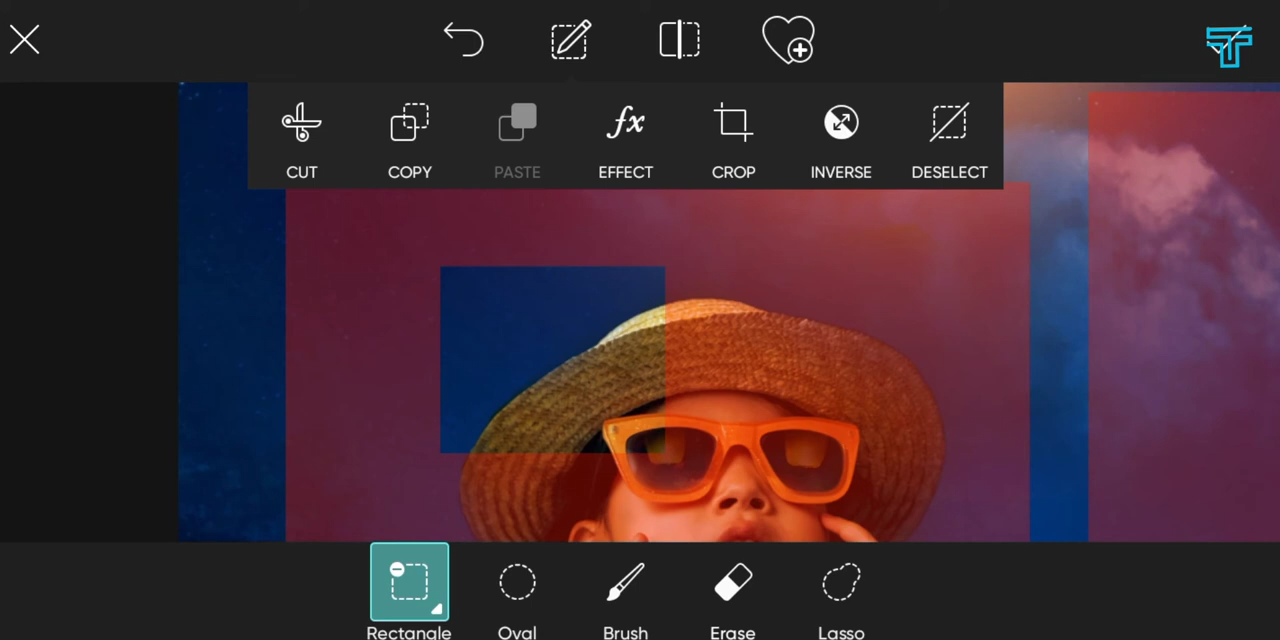 CUT COPY PASTE EFFECT CROP INVERSE DESELECT
Rectangle Oval Brush Erase Lasso